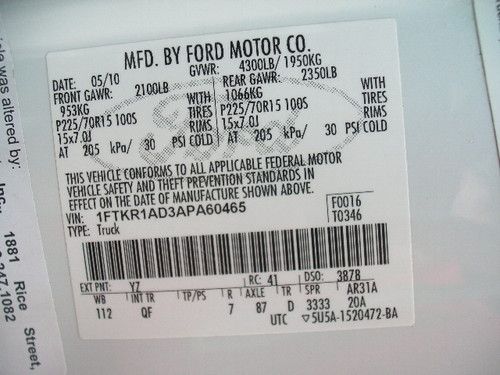 MFD. BY FORD MOTOR CO.
DATE: 05/10 GVWR: 4300LB/ 1950KG
FRONT GAWR: 2100LB REAR GAWR: 2350LB
953KG WITH 1066KG WITH
P225/70R15 100S TIRES P225/70R15 100S TIRES
15x7.0J RIMS 15x7.0J RIMS
AT 205 kPa/ 30 PSI COLD AT 205 kPa/ 30 PSI COLD
Ford
THIS VEHICLE CONFORMS TO ALL APPLICABLE FEDERAL MOTOR
VEHICLE SAFETY AND THEFT PREVENTION STANDARDS IN
EFFECT ON THE DATE OF MANUFACTURE SHOWN ABOVE.
VIN: 1FTKR1AD3APA60465 F0016
TYPE: Truck T0346
EXT PNT: YZ RC: 41 DSO: 3878
WB INT TR TP/PS R AXLE TR SPR AR31A
112 QF 7 87 D 3333 20A
UTC ▽5U5A-1520472-BA
was altered by:
Inc., 1881 Rice Street,
247-1082